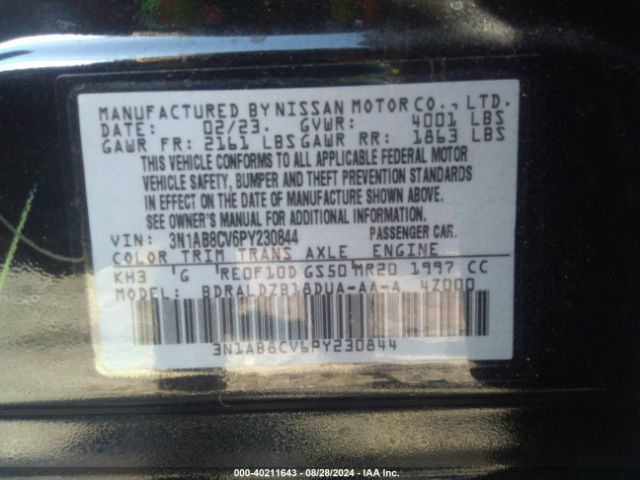 MANUFACTURED BY NISSAN MOTOR CO., LTD.
DATE: 02/23. GVWR: 4001 LBS
GAWR FR: 2161 LBS GAWR RR: 1863 LBS
THIS VEHICLE CONFORMS TO ALL APPLICABLE FEDERAL MOTOR
VEHICLE SAFETY, BUMPER AND THEFT PREVENTION STANDARDS
IN EFFECT ON THE DATE OF MANUFACTURE SHOWN ABOVE.
SEE OWNER'S MANUAL FOR ADDITIONAL INFORMATION.
VIN: 3N1AB8CV6PY230844 PASSENGER CAR.
COLOR TRIM TRANS AXLE ENGINE
KH3 G RE0F10D GS50 MR20 1997 CC
MODEL: BDRALDZB18DUA-AA-A 4Z000
3N1AB8CV6PY230844
000-40211643 - 08/28/2024 - IAA Inc.